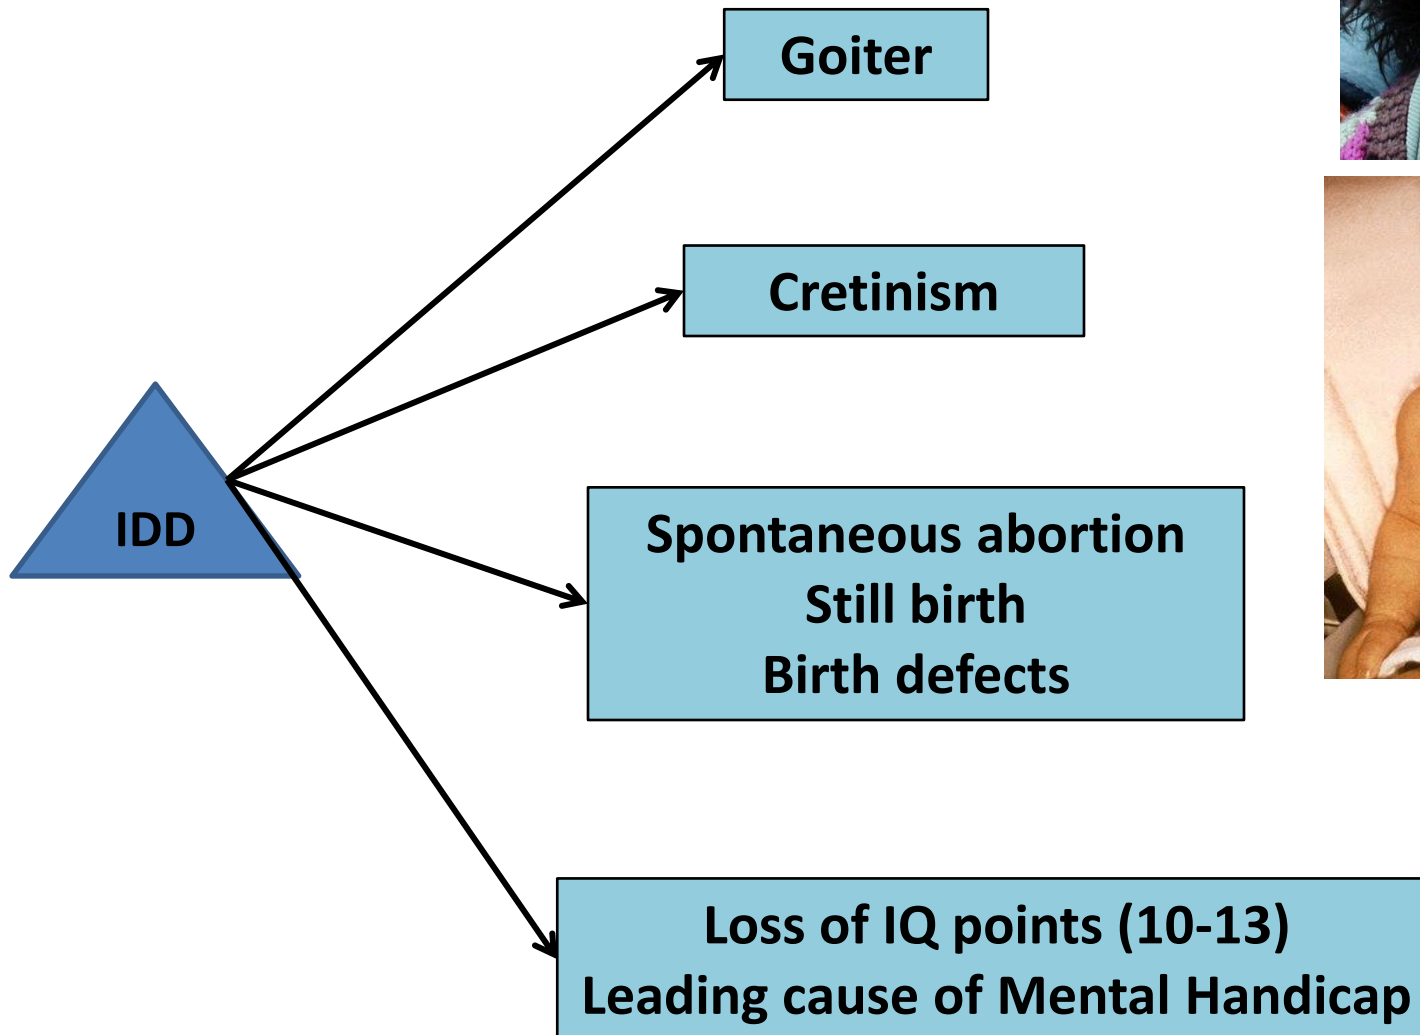 Goiter
Cretinism
IDD
Spontaneous abortion
Still birth
Birth defects
Loss of IQ points (10-13)
Leading cause of Mental Handicap